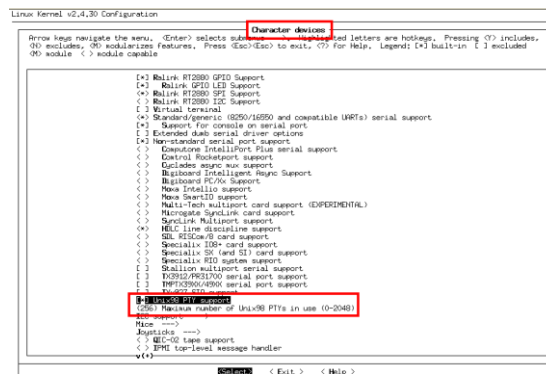 Linux Kernel v2.4.30 Configuration
Character devices
Arrow keys navigate the menu. <Enter> selects submenus --->. Highlighted letters are hotkeys. Pressing <Y> includes,
<N> excludes, <M> modularizes features. Press <Esc><Esc> to exit, <?> for Help. Legend: [*] built-in [ ] excluded
<M> module < > module capable
[*] Ralink RT2880 GPIO Support
[*] Ralink GPIO LED Support
<*> Ralink RT2880 SPI Support
< > Ralink RT2880 I2C Support
[ ] Virtual terminal
<*> Standard/generic (8250/16550 and compatible UARTs) serial support
[*] Support for console on serial port
[ ] Extended dumb serial driver options
[*] Non-standard serial port support
< > Computone IntelliPort Plus serial support
< > Comtrol Rocketport support
< > Cyclades async mux support
< > Digiboard Intelligent Async Support
< > Digiboard PC/Xx Support
< > Moxa Intellio support
< > Moxa SmartIO support
< > Multi-Tech multiport card support (EXPERIMENTAL)
< > Microgate SyncLink card support
< > SyncLink Multiport support
<*> HDLC line discipline support
< > SDL RISCom/8 card support
< > Specialix IO8+ card support
< > Specialix SX (and SI) card support
< > Specialix RIO system support
[ ] Stallion multiport serial support
[ ] TX3912/PR31700 serial port support
[ ] TMPTX39XX/49XX serial port support
[ ] TXx927 SIO support
[*] Unix98 PTY support
(256) Maximum number of Unix98 PTYs in use (0-2048)
I2C support --->
Mice --->
Joysticks --->
< > QIC-02 tape support
< > IPMI top-level message handler
v(+)
<Select> < Exit > < Help >